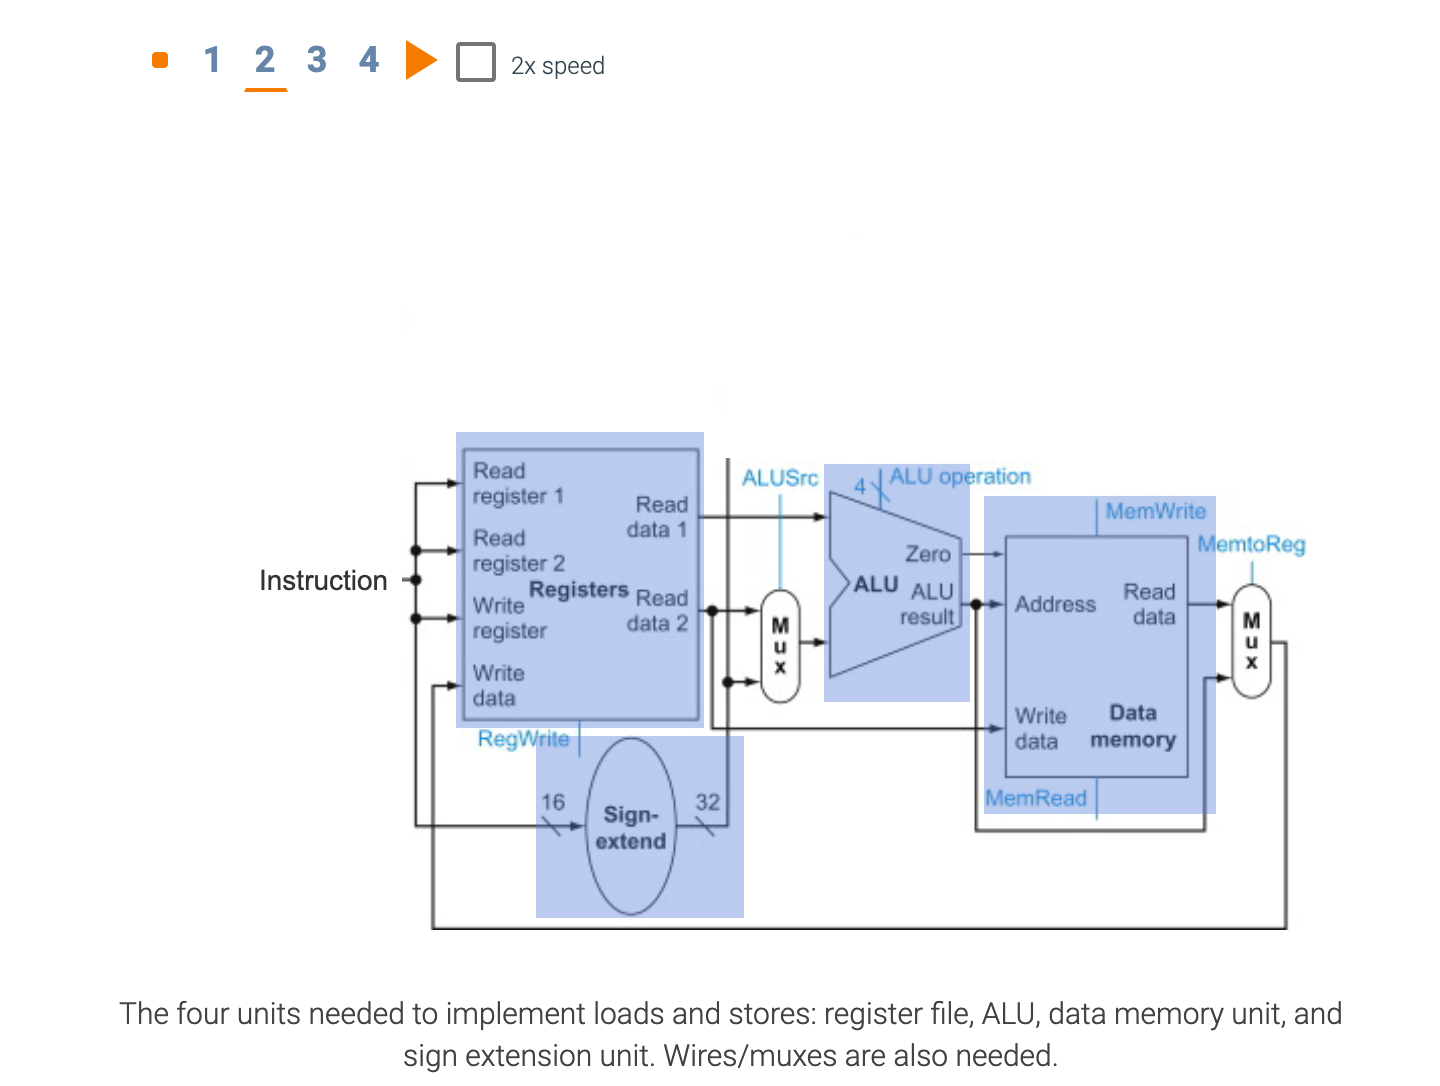 1 2 3 4 2x speed
Instruction
Read
register 1
Read
register 2
Write
register
Write
data
Registers
Read
data 1
Read
data 2
RegWrite
16
Sign-
extend
32
ALUSrc
M
u
x
4
ALU operation
Zero
ALU
ALU
result
MemWrite
Address
Read
data
Write
data
Data
memory
MemRead
MemtoReg
M
u
x
The four units needed to implement loads and stores: register file, ALU, data memory unit, and
sign extension unit. Wires/muxes are also needed.